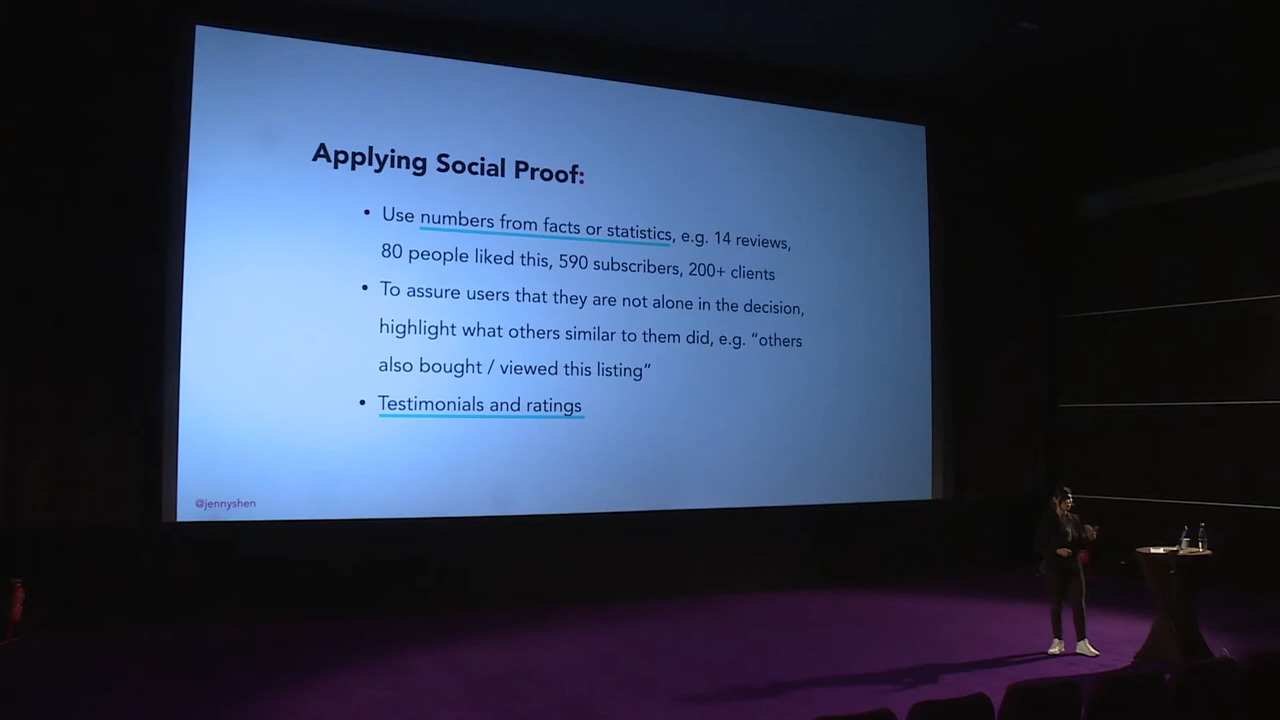 Applying Social Proof:
• Use numbers from facts or statistics, e.g. 14 reviews,
80 people liked this, 590 subscribers, 200+ clients
• To assure users that they are not alone in the decision,
highlight what others similar to them did, e.g. “others
also bought / viewed this listing”
• Testimonials and ratings
@jennyshen